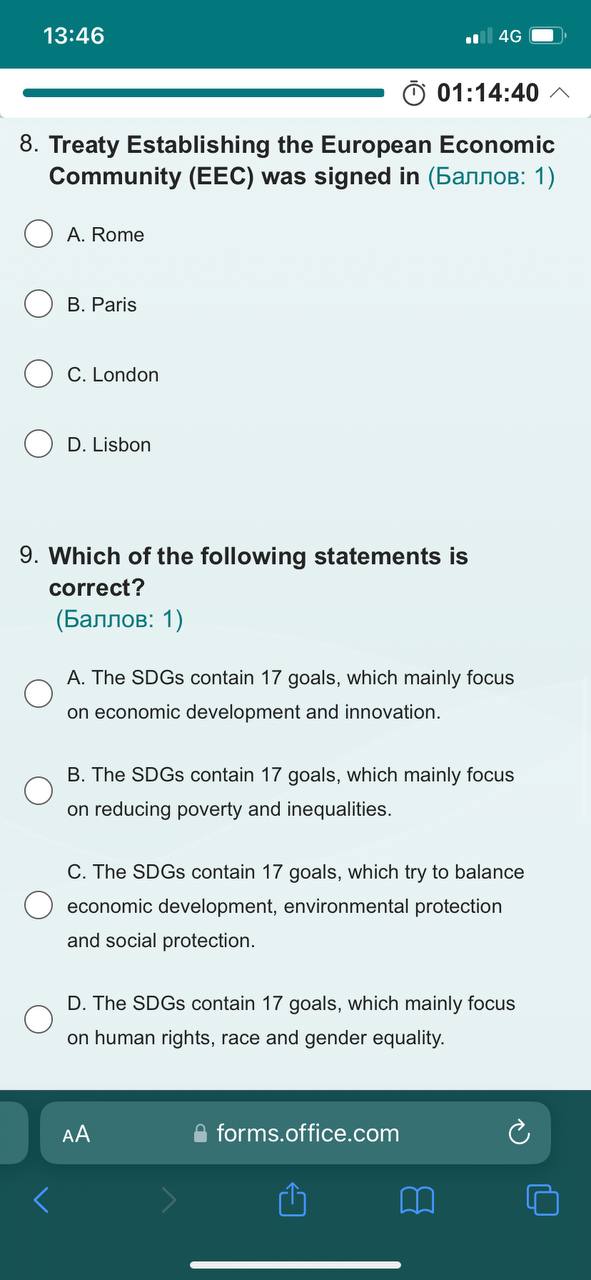 13:46
4G
01:14:40
8. Treaty Establishing the European Economic
Community (EEC) was signed in (Баллов: 1)
A. Rome
B. Paris
C. London
D. Lisbon
9. Which of the following statements is
correct?
(Баллов: 1)
A. The SDGs contain 17 goals, which mainly focus
on economic development and innovation.
B. The SDGs contain 17 goals, which mainly focus
on reducing poverty and inequalities.
C. The SDGs contain 17 goals, which try to balance
economic development, environmental protection
and social protection.
D. The SDGs contain 17 goals, which mainly focus
on human rights, race and gender equality.
AA
forms.office.com